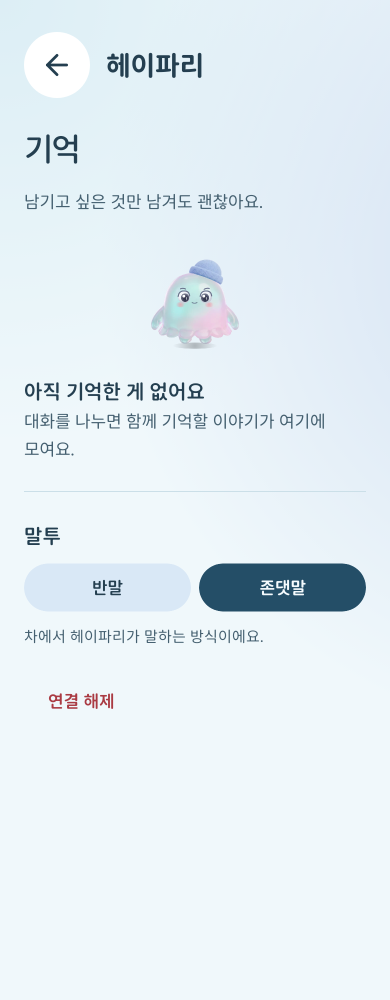 헤이파리
기억
남기고 싶은 것만 남겨도 괜찮아요.
아직 기억한 게 없어요
대화를 나누면 함께 기억할 이야기가 여기에
모여요.
말투
반말
존댓말
차에서 헤이파리가 말하는 방식이에요.
연결 해제